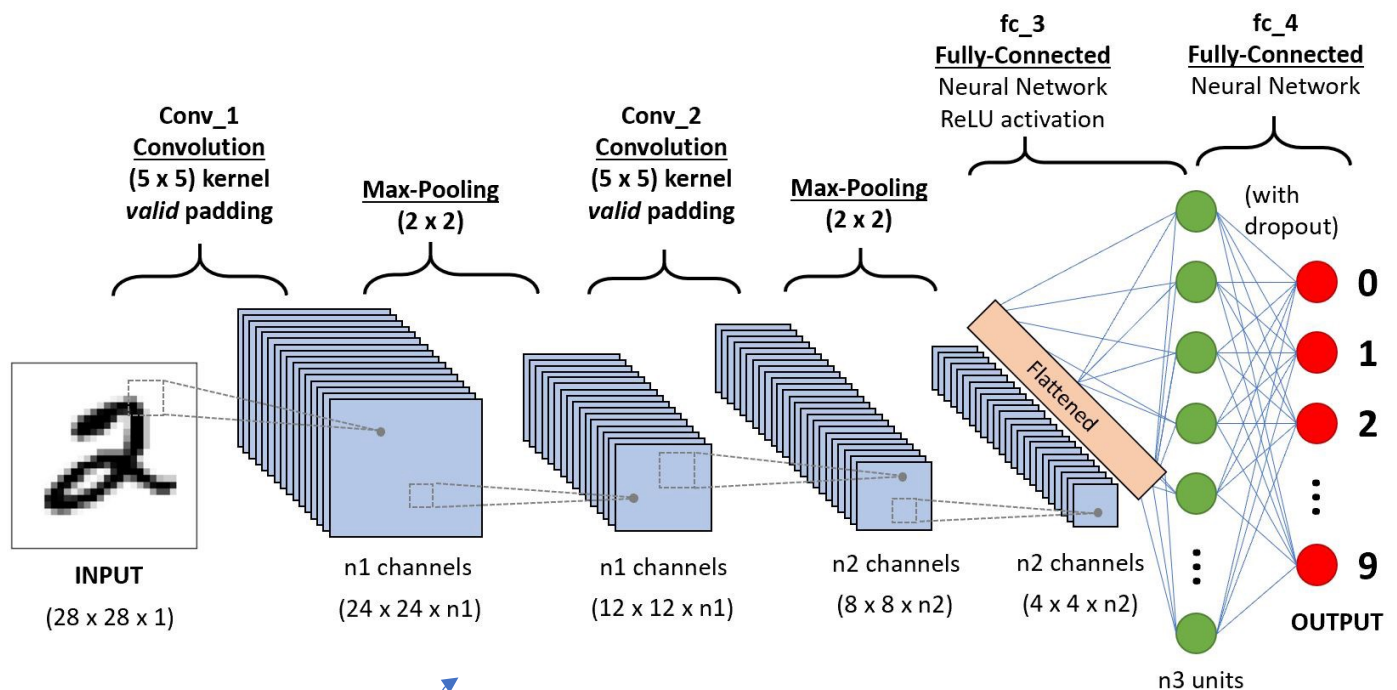 Conv_1
Convolution
(5 x 5) kernel
valid padding
Max-Pooling
(2 x 2)
Conv_2
Convolution
(5 x 5) kernel
valid padding
Max-Pooling
(2 x 2)
fc_3
Fully-Connected
Neural Network
ReLU activation
fc_4
Fully-Connected
Neural Network
(with
dropout)
2
Flattened
0
1
2
9
OUTPUT
INPUT
(28 x 28 x 1)
n1 channels
(24 x 24 x n1)
n1 channels
(12 x 12 x n1)
n2 channels
(8 x 8 x n2)
n2 channels
(4 x 4 x n2)
n3 units